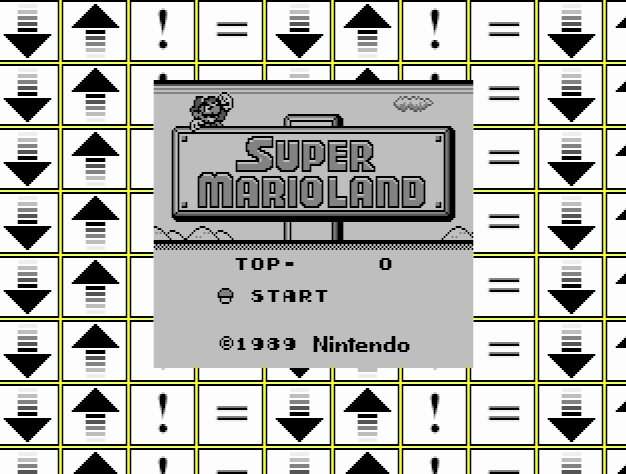 SUPER
MARIOLAND
TOP- 0
START
©1989 Nintendo